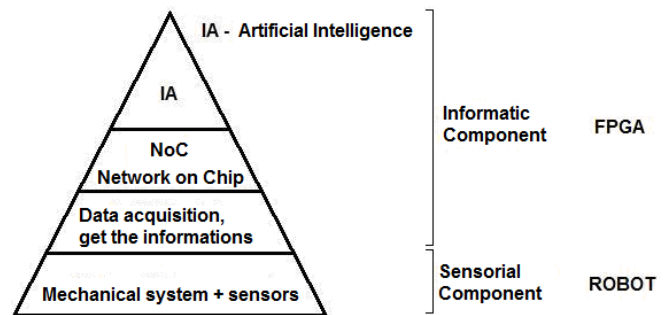 IA - Artificial Intelligence
IA
NoC
Network on Chip
Data acquisition,
get the informations
Mechanical system + sensors
Informatic
Component
FPGA
Sensorial
Component
ROBOT